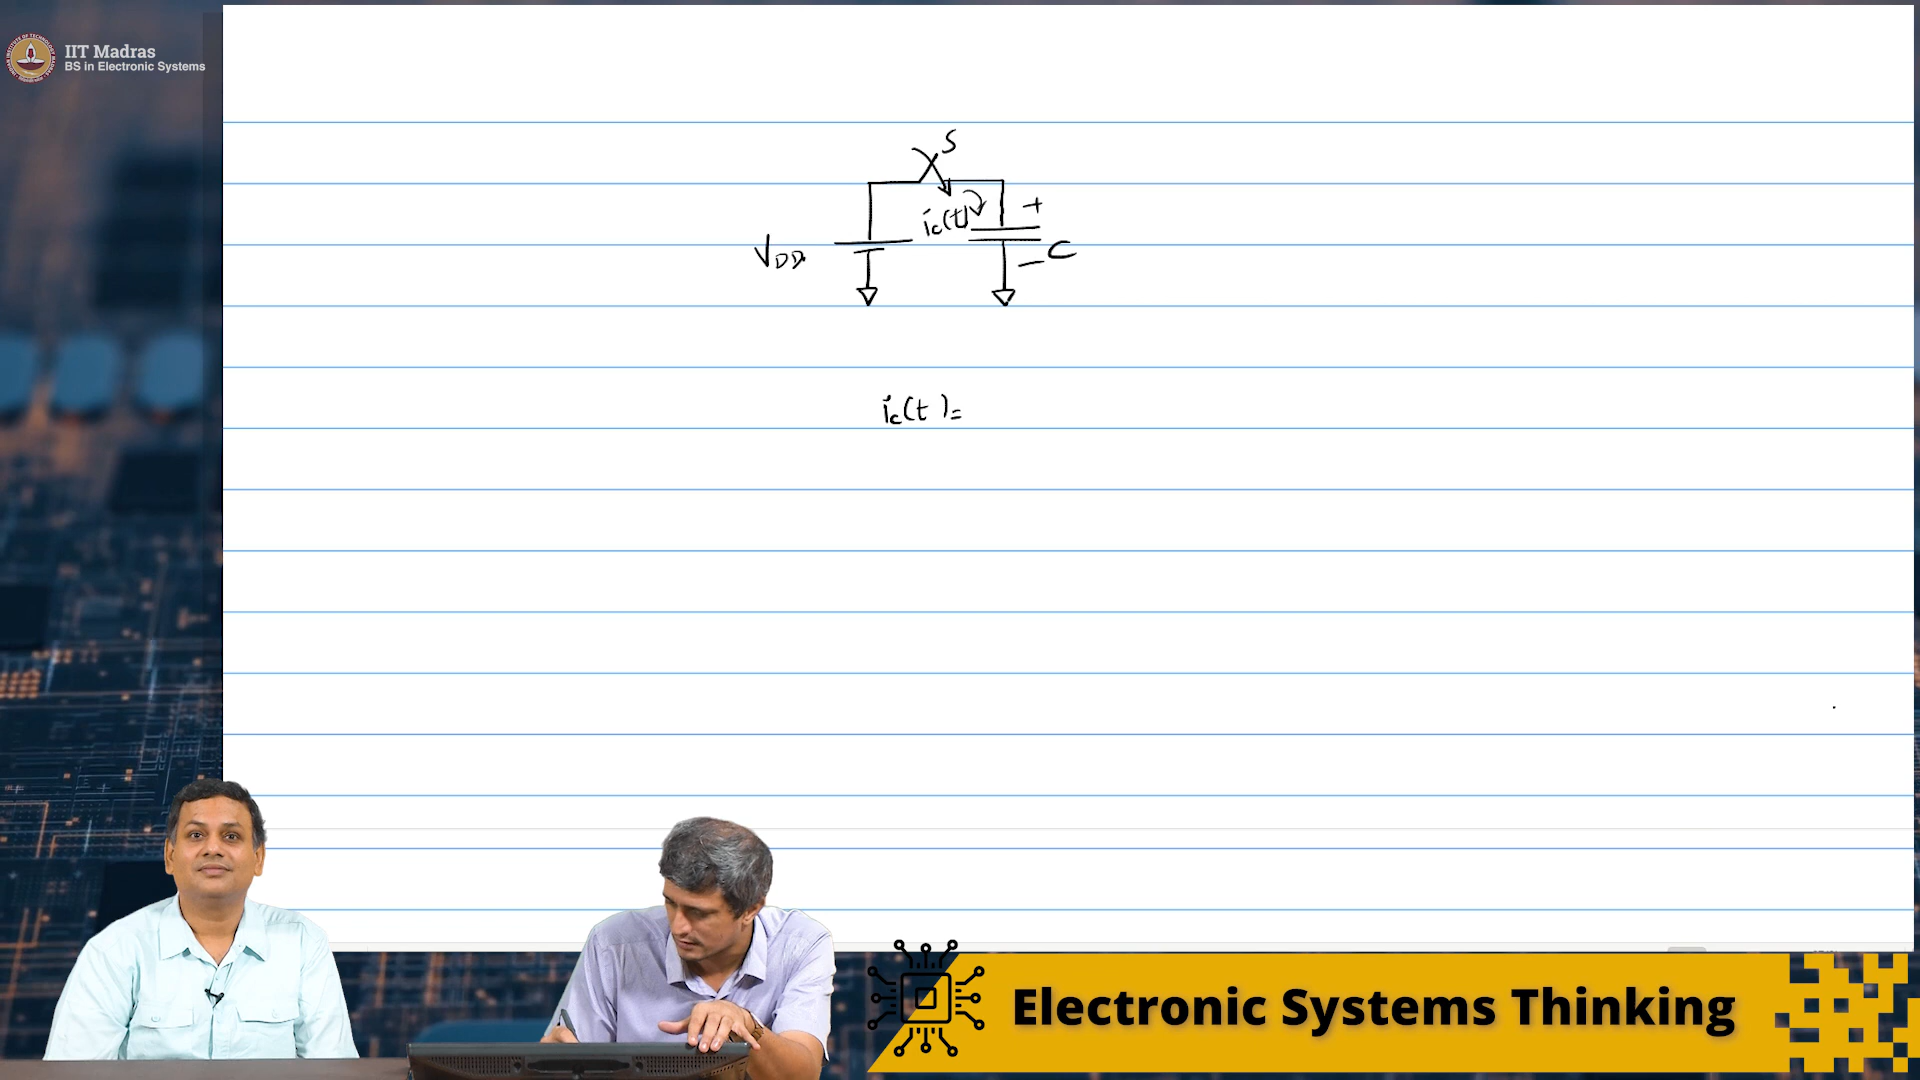 IIT Madras
BS in Electronic Systems
S
i_c(t)
+
V_DD
− C
i_c(t) =
Electronic Systems Thinking